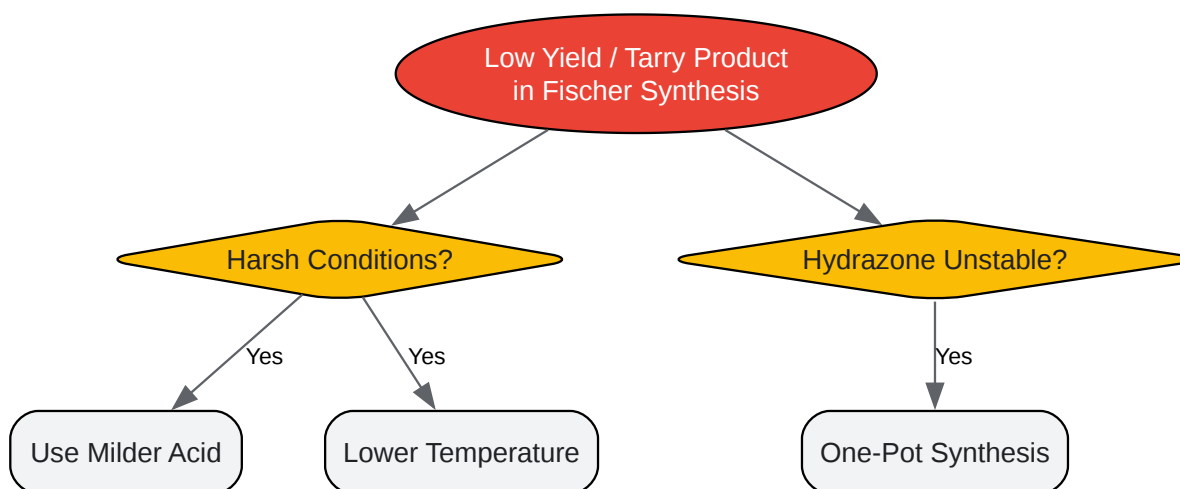 Low Yield / Tarry Product
in Fischer Synthesis
Harsh Conditions?
Hydrazone Unstable?
Yes
Yes
Yes
Use Milder Acid
Lower Temperature
One-Pot Synthesis